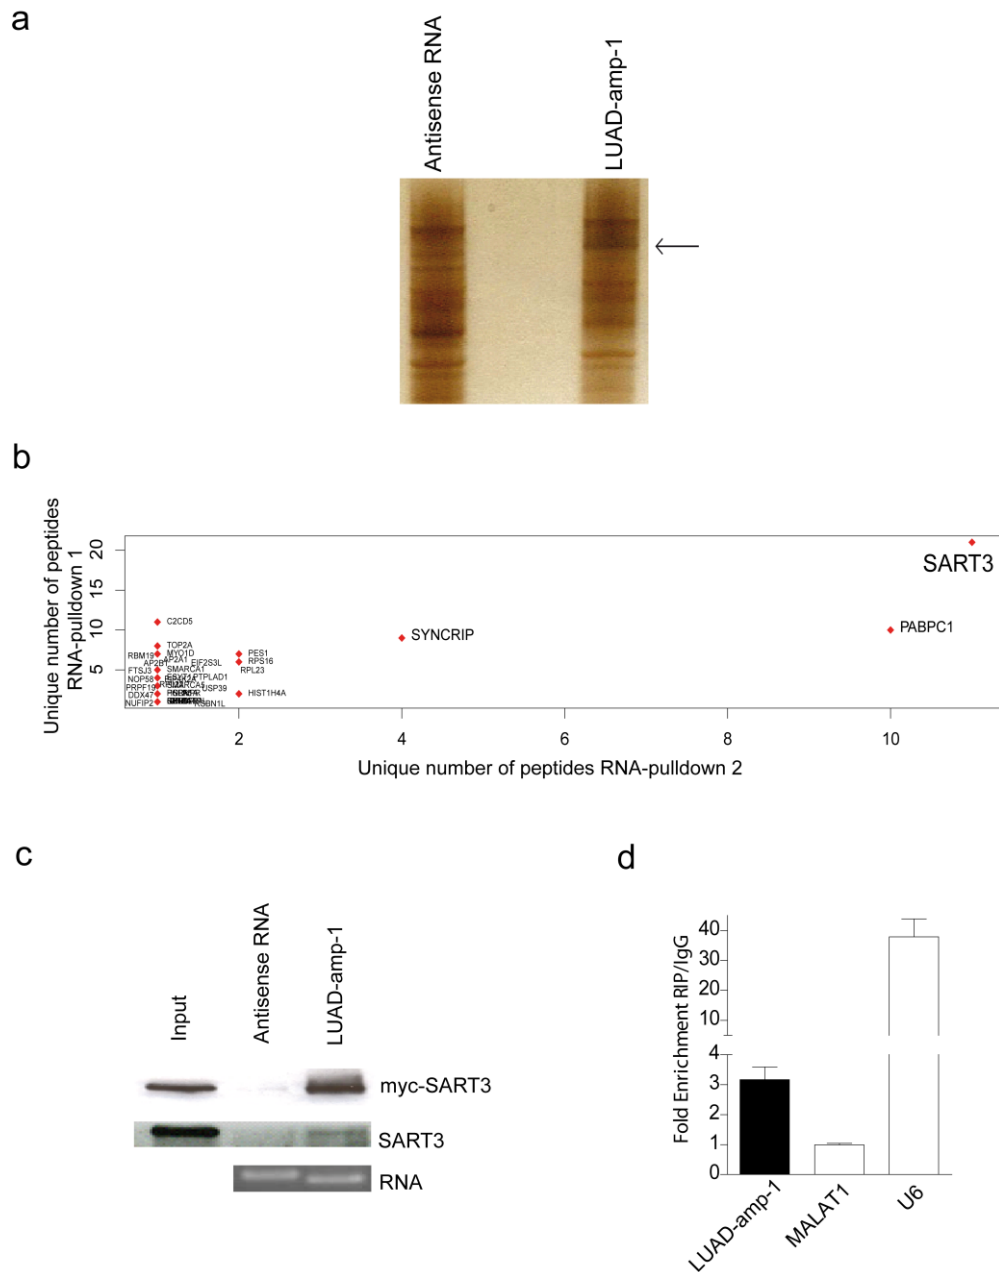 a
Antisense RNA
LUAD-amp-1
b
Unique number of peptides
RNA-pulldown 1
20
15
10
5
SART3
C2CD5
SYNCRIP
PABPC1
TOP2A
RBM19
MYO1D
PES1
AP2B1
AP2A1
EIF2S3L
RPS16
FTSJ3
SMARCA1
RPL23
NOP58
PTPLAD1
PRPF19
SMARCA5
USP39
DDX47
HIST1H4A
NUFIP2
RSBN1L
2
4
6
8
10
Unique number of peptides RNA-pulldown 2
c
Input
Antisense RNA
LUAD-amp-1
myc-SART3
SART3
RNA
d
Fold Enrichment RIP/IgG
40
30
20
10
4
3
2
1
0
LUAD-amp-1
MALAT1
U6